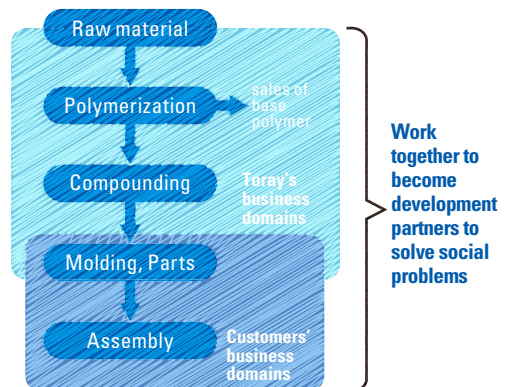 Raw material
Polymerization
sales of
base
polymer
Compounding
Toray's
business
domains
Molding, Parts
Assembly
Customers'
business
domains
Work
together to
become
development
partners to
solve social
problems